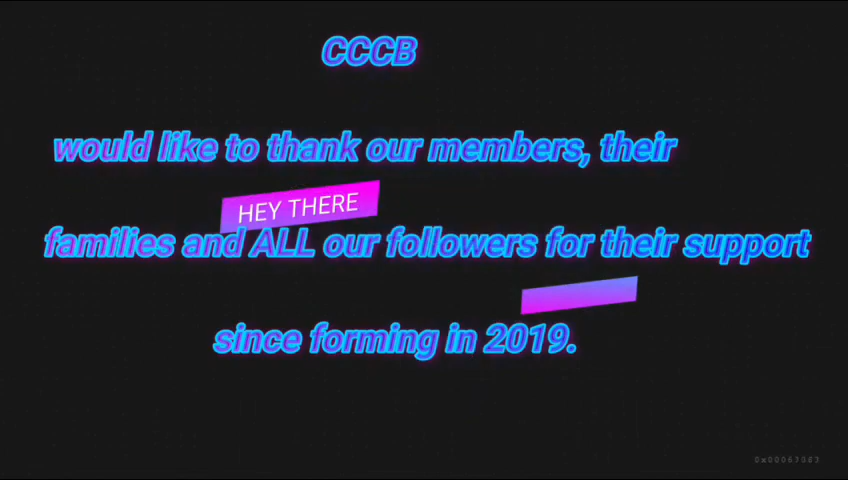 CCCB
would like to thank our members, their
HEY THERE
families and ALL our followers for their support
since forming in 2019.